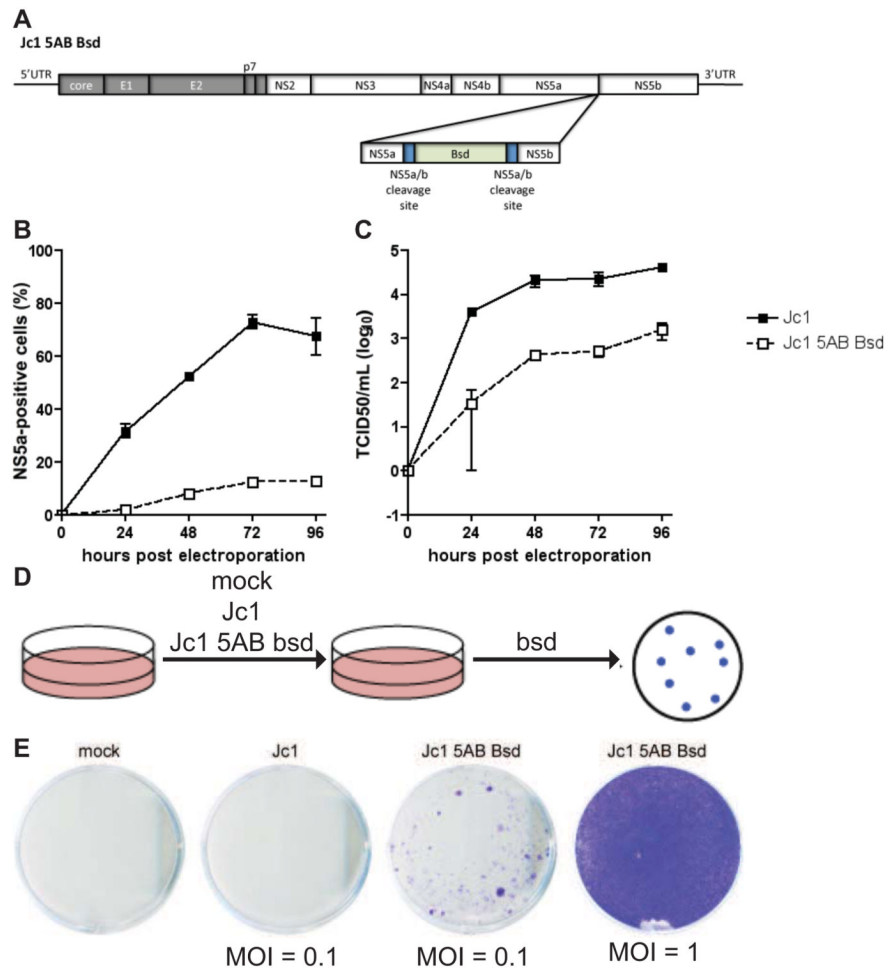 A
Jc1 5AB Bsd
p7
5'UTR
3'UTR
core E1 E2 NS2 NS3 NS4a NS4b NS5a NS5b
NS5a Bsd NS5b
NS5a/b NS5a/b
cleavage cleavage
site site
B
NS5a-positive cells (%)
100
80
60
40
20
0
0 24 48 72 96
hours post electroporation
C
TCID50/mL (log10)
5
4
3
2
1
0
-1
0 24 48 72 96
hours post electroporation
Jc1
Jc1 5AB Bsd
D
mock
Jc1
Jc1 5AB bsd
bsd
E
mock Jc1 Jc1 5AB Bsd Jc1 5AB Bsd
MOI = 0.1 MOI = 0.1 MOI = 1